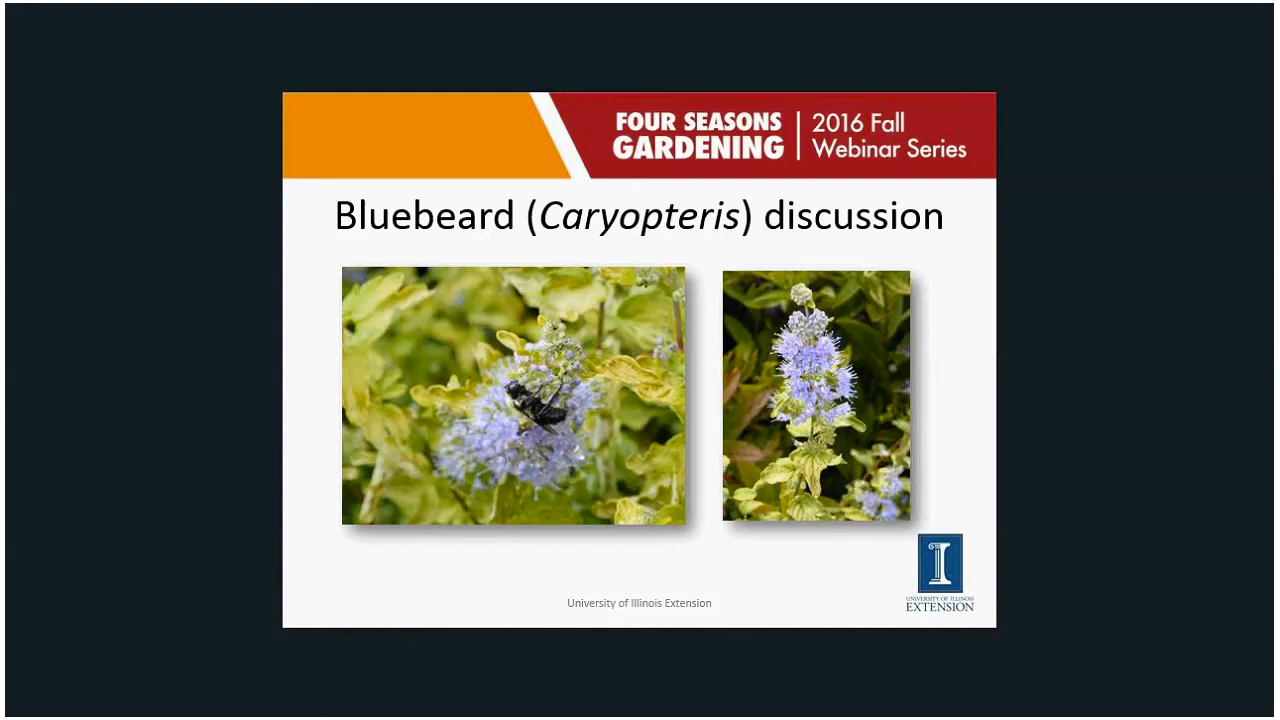 FOUR SEASONS
GARDENING
2016 Fall
Webinar Series
Bluebeard (Caryopteris) discussion
University of Illinois Extension
I
UNIVERSITY OF ILLINOIS
EXTENSION